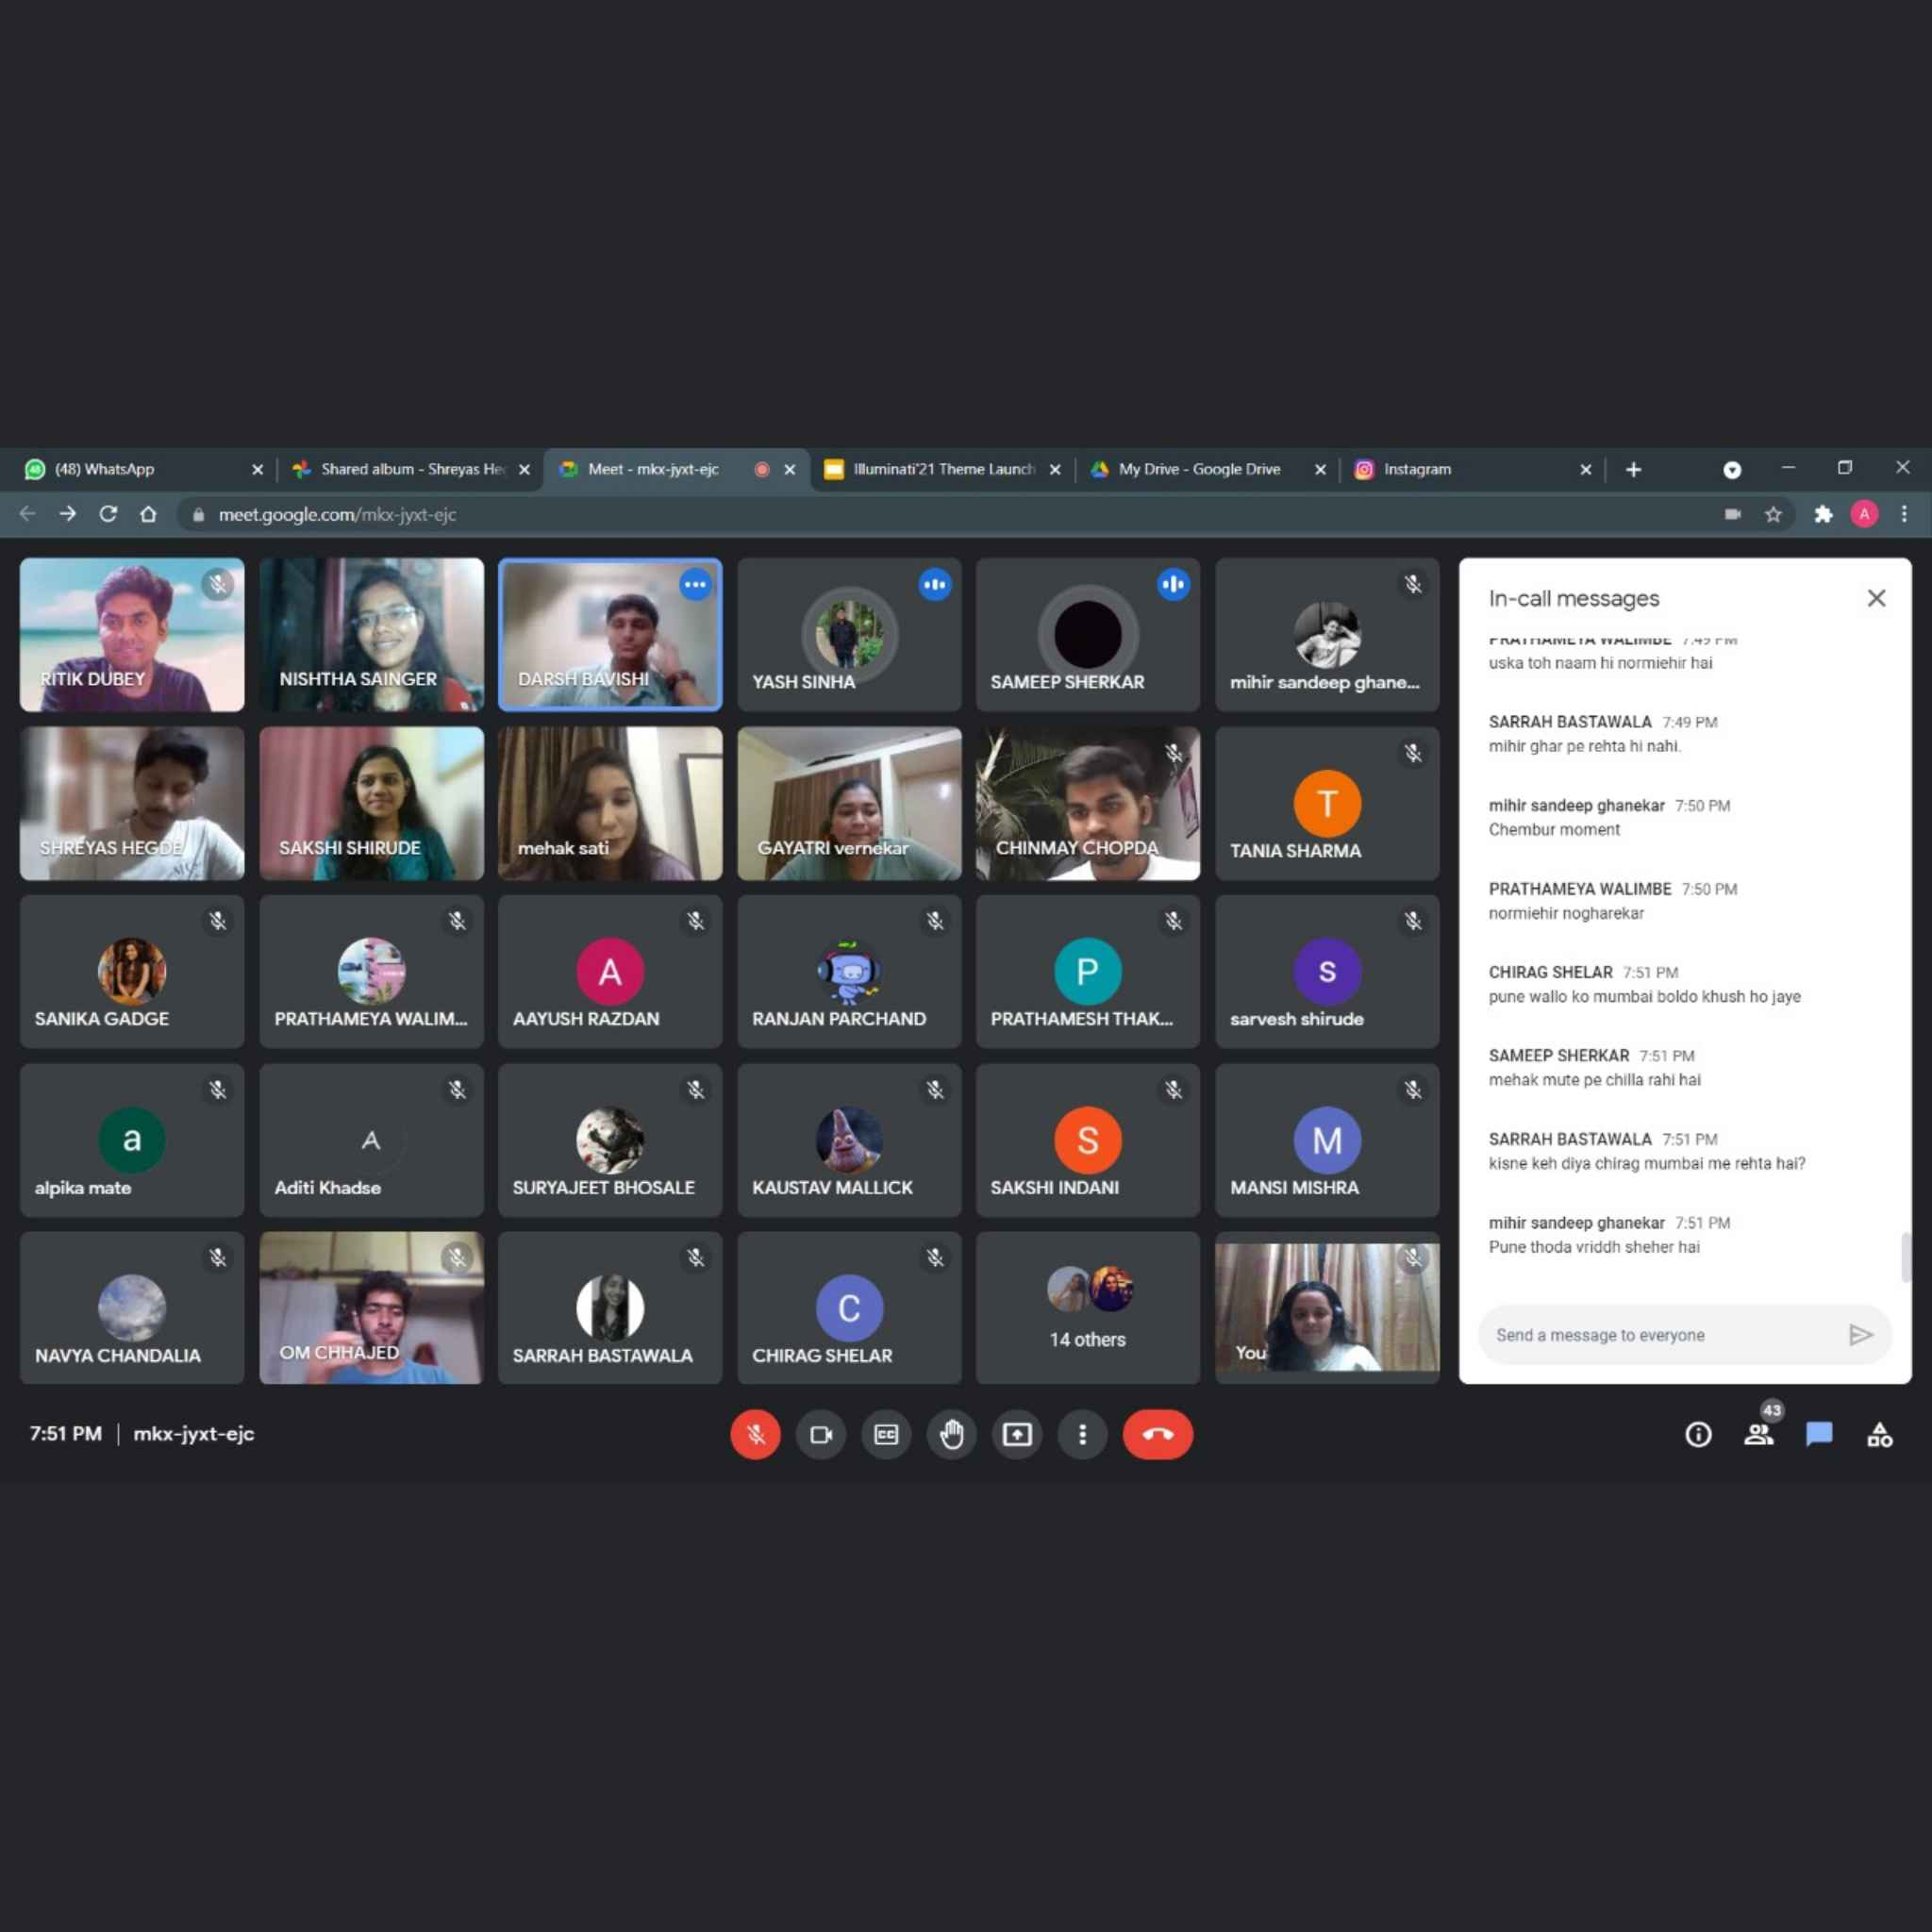 (48) WhatsApp
Shared album - Shreyas He
Meet - mkx-jyxt-ejc
Illuminati'21 Theme Launch
My Drive - Google Drive
Instagram
meet.google.com/mkx-jyxt-ejc
A
RITIK DUBEY
NISHTHA SAINGER
DARSH BAVISHI
YASH SINHA
SAMEEP SHERKAR
mihir sandeep ghane...
SHREYAS HEGDE
SAKSHI SHIRUDE
mehak sati
GAYATRI vernekar
CHINMAY CHOPDA
T
TANIA SHARMA
SANIKA GADGE
PRATHAMEYA WALIM...
A
AAYUSH RAZDAN
RANJAN PARCHAND
P
PRATHAMESH THAK...
s
sarvesh shirude
a
alpika mate
A
Aditi Khadse
SURYAJEET BHOSALE
KAUSTAV MALLICK
S
SAKSHI INDANI
M
MANSI MISHRA
NAVYA CHANDALIA
OM CHHAJED
SARRAH BASTAWALA
C
CHIRAG SHELAR
14 others
You
In-call messages
PRATHAMEYA WALIMBE 7:49 PM
uska toh naam hi normiehir hai
SARRAH BASTAWALA 7:49 PM
mihir ghar pe rehta hi nahi.
mihir sandeep ghanekar 7:50 PM
Chembur moment
PRATHAMEYA WALIMBE 7:50 PM
normiehir nogharekar
CHIRAG SHELAR 7:51 PM
pune wallo ko mumbai boldo khush ho jaye
SAMEEP SHERKAR 7:51 PM
mehak mute pe chilla rahi hai
SARRAH BASTAWALA 7:51 PM
kisne keh diya chirag mumbai me rehta hai?
mihir sandeep ghanekar 7:51 PM
Pune thoda vriddh sheher hai
Send a message to everyone
7:51 PM | mkx-jyxt-ejc
CC
43